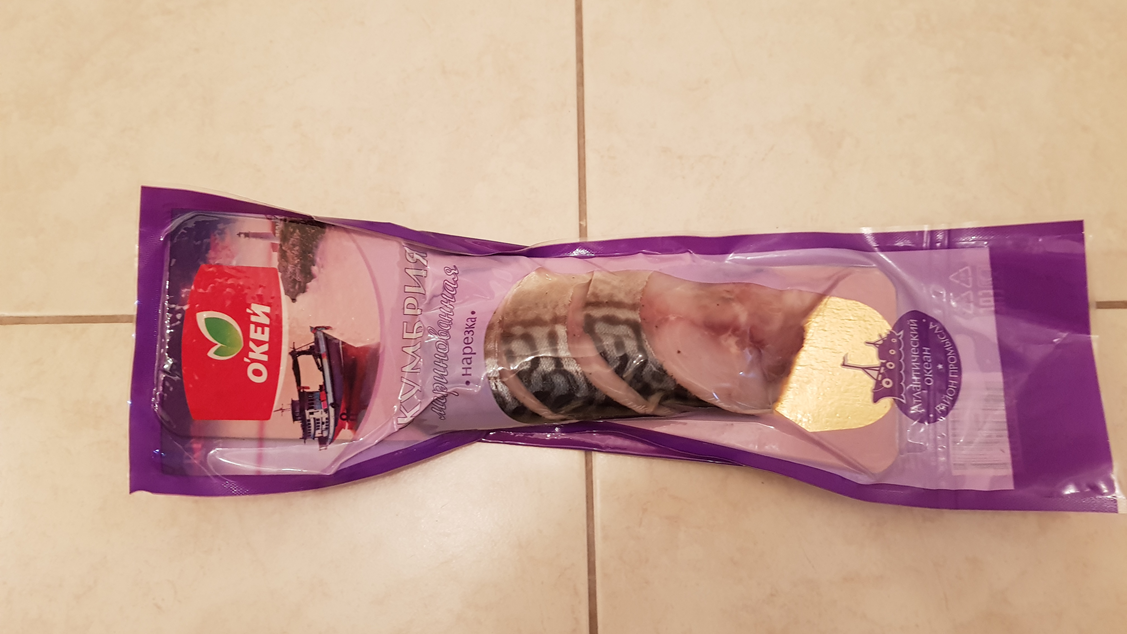 О'КЕЙ
СКУМБРИЯ
маринованная
• нарезка •
Атлантический
океан
РАЙОН ПРОМЫСЛА